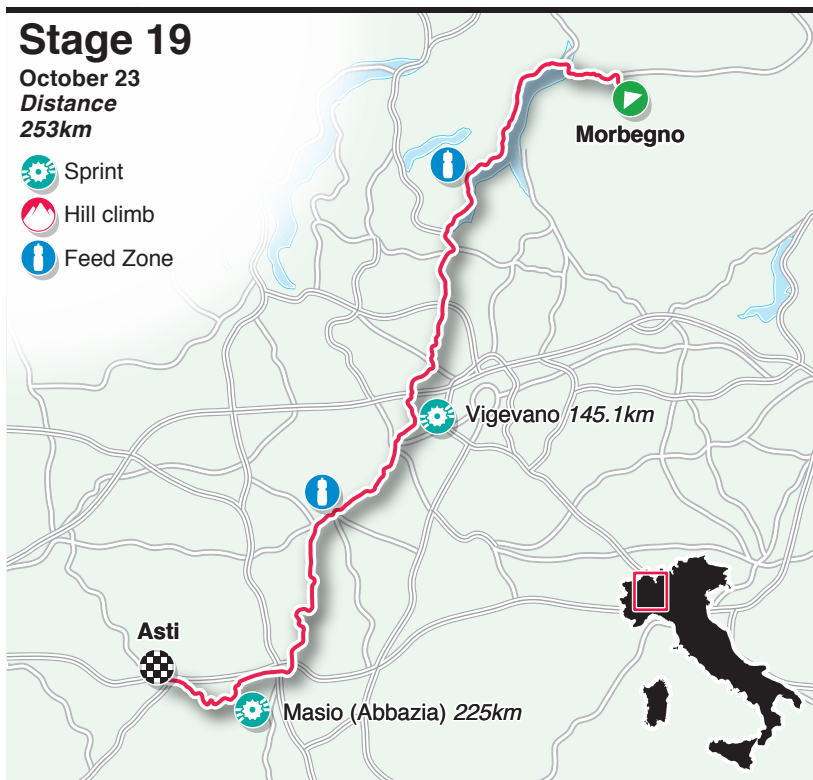 Stage 19
October 23
Distance
253km
Sprint
Hill climb
Feed Zone
Morbegno
Vigevano 145.1km
Asti
Masio (Abbazia) 225km